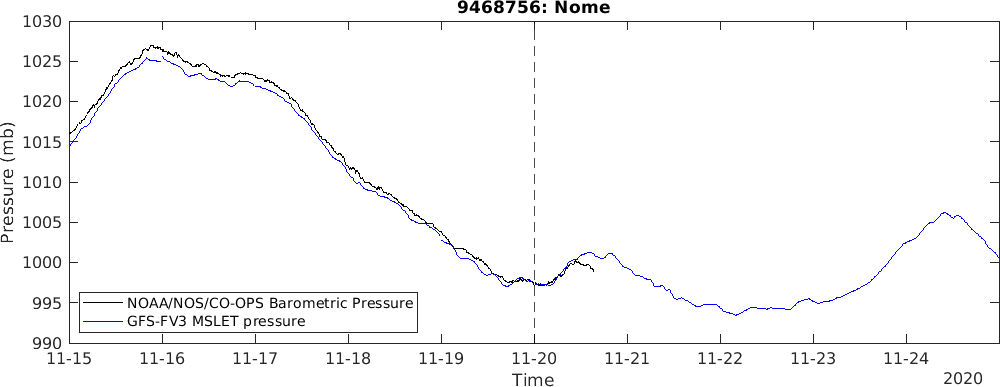 9468756: Nome
1030
1025
1020
1015
1010
1005
1000
995
990
Pressure (mb)
NOAA/NOS/CO-OPS Barometric Pressure
GFS-FV3 MSLET pressure
11-15 11-16 11-17 11-18 11-19 11-20 11-21 11-22 11-23 11-24
Time
2020